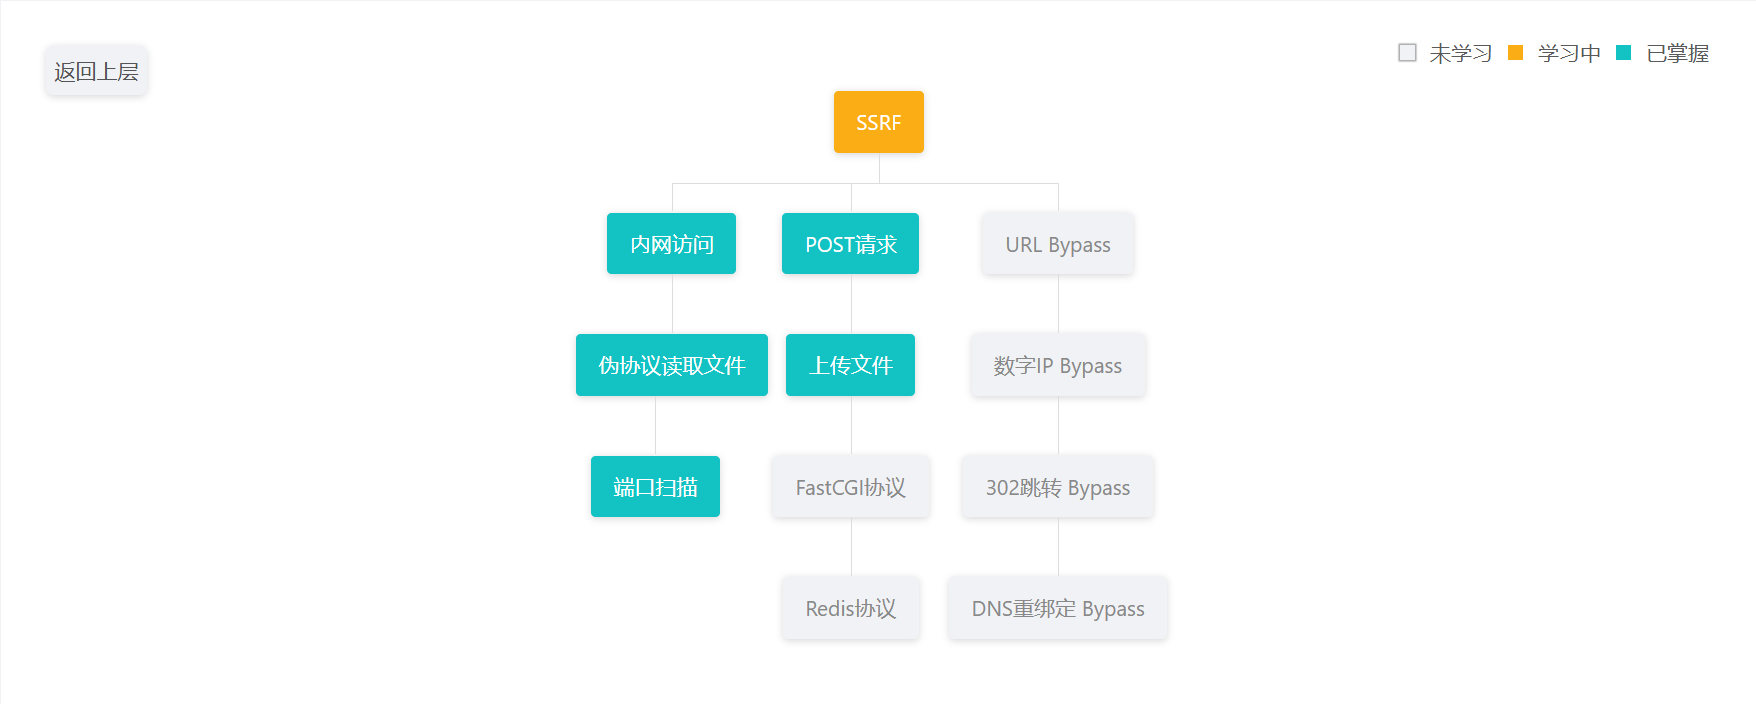 返回上层
未学习 学习中 已掌握
SSRF
内网访问 POST请求 URL Bypass
伪协议读取文件 上传文件 数字IP Bypass
端口扫描 FastCGI协议 302跳转 Bypass
Redis协议 DNS重绑定 Bypass